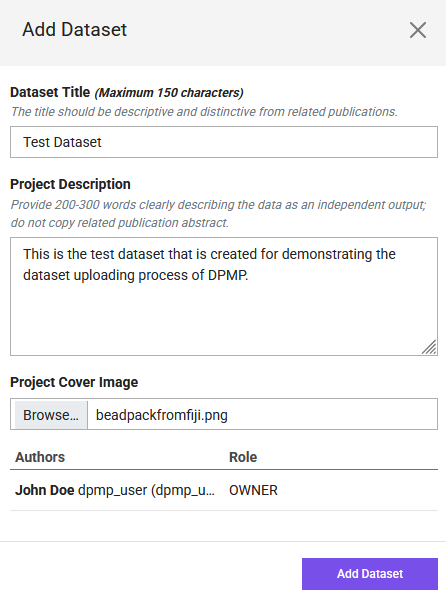 Add Dataset
Dataset Title (Maximum 150 characters)
The title should be descriptive and distinctive from related publications.
Test Dataset
Project Description
Provide 200-300 words clearly describing the data as an independent output;
do not copy related publication abstract.
This is the test dataset that is created for demonstrating the
dataset uploading process of DPMP.
Project Cover Image
Browse... beadpackfromfiji.png
Authors Role
John Doe dpmp_user (dpmp_u... OWNER
Add Dataset